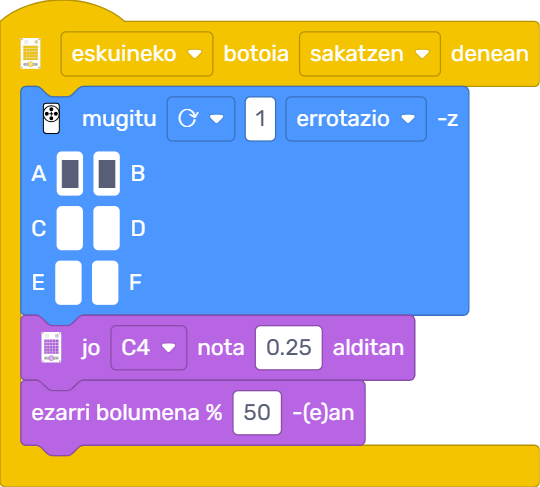 eskuineko botoia sakatzen denean
mugitu 1 errotazio -z
A B
C D
E F
jo C4 nota 0.25 alditan
ezarri bolumena % 50 -(e)an